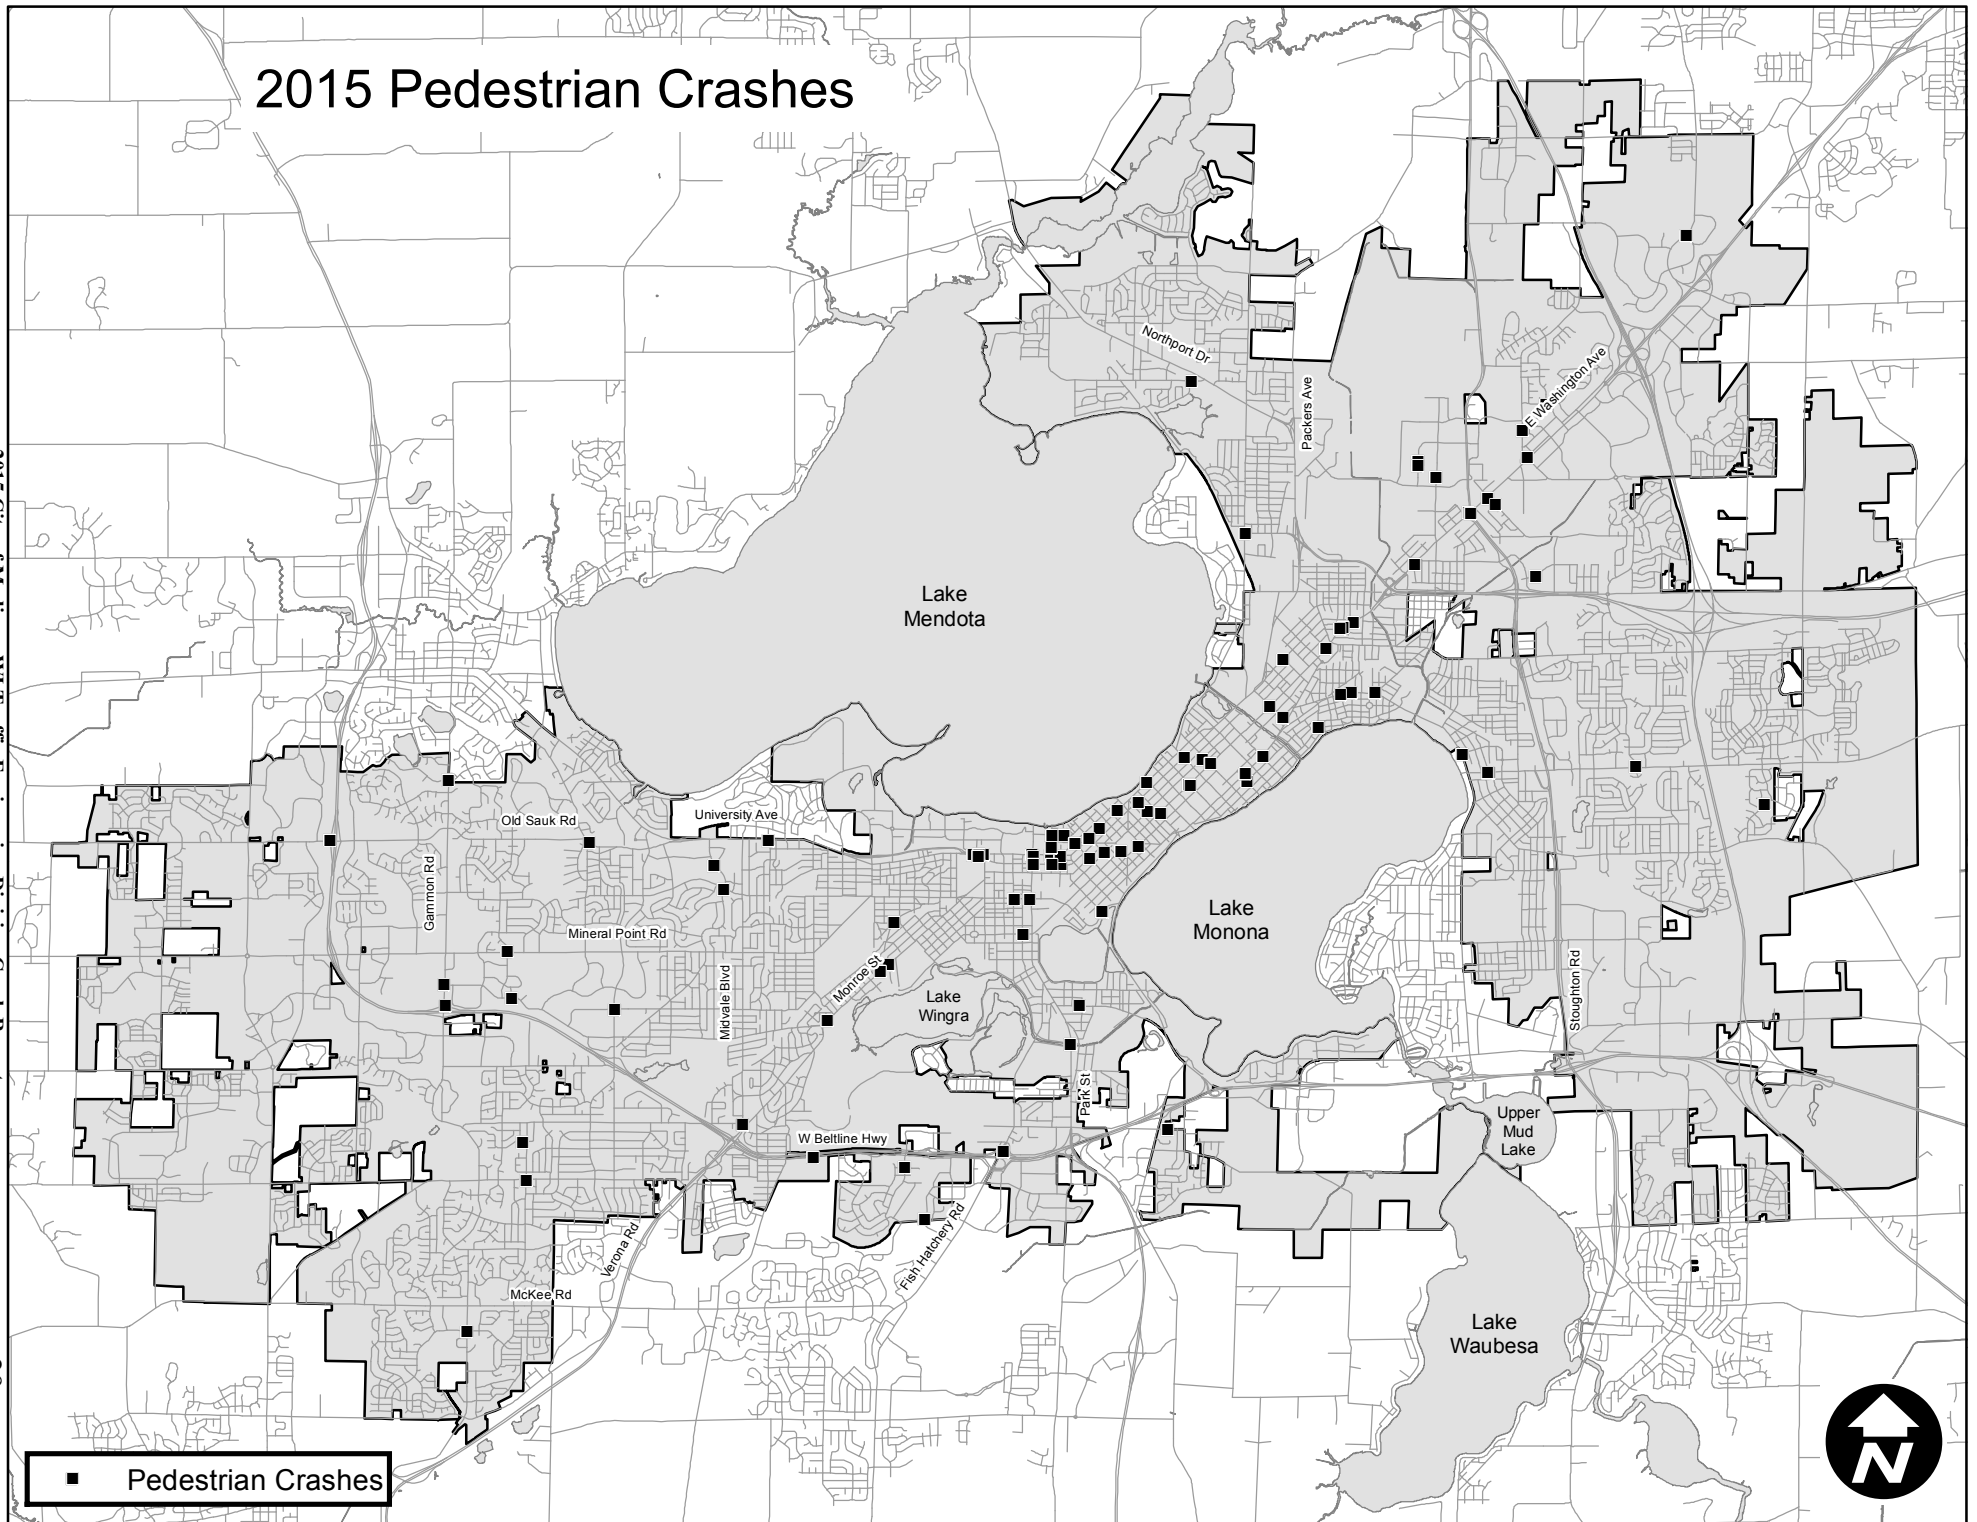 2015 Pedestrian Crashes
Northport Dr
Packers Ave
E Washington Ave
Lake
Mendota
Old Sauk Rd
University Ave
Gammon Rd
Mineral Point Rd
Midvale Blvd
Monroe St
Lake
Wingra
Lake
Monona
Stoughton Rd
Park St
W Beltline Hwy
Upper
Mud
Lake
Verona Rd
Fish Hatchery Rd
McKee Rd
Lake
Waubesa
Pedestrian Crashes
N